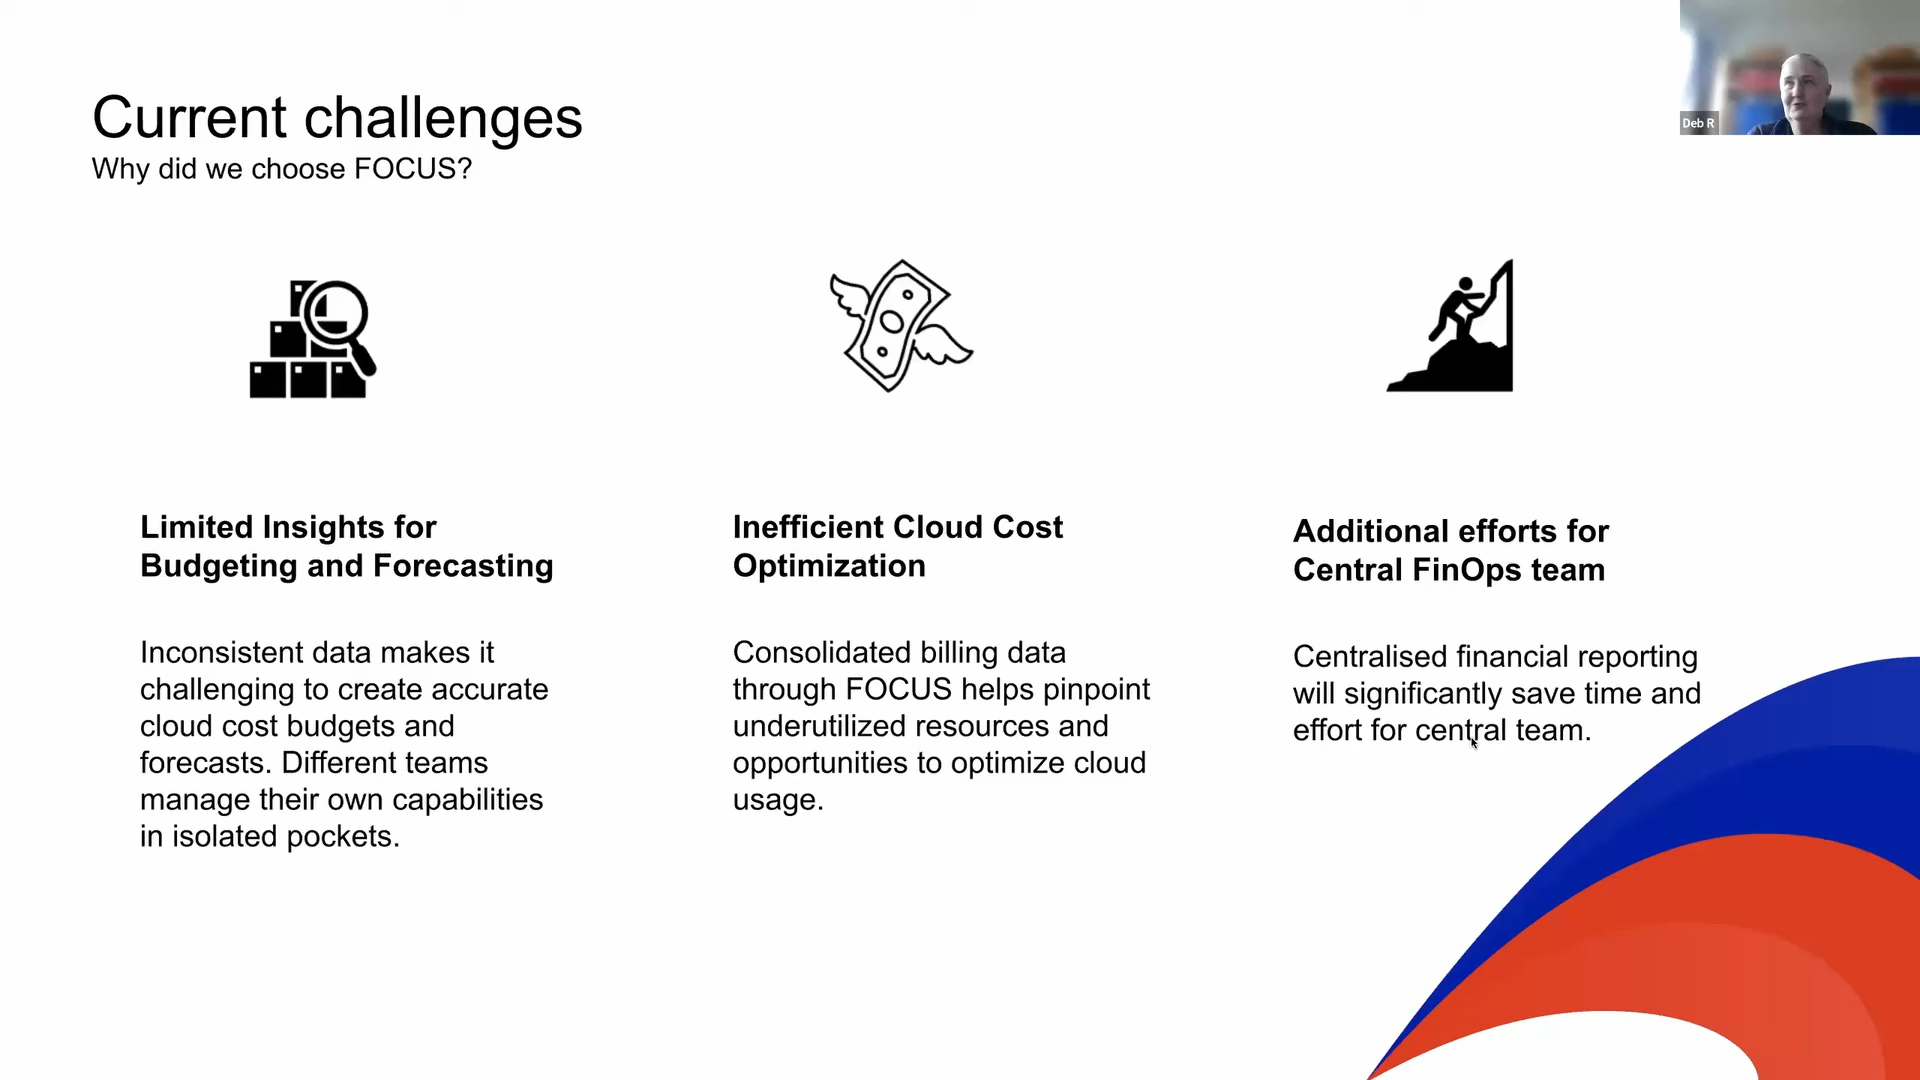 Current challenges
Why did we choose FOCUS?
Deb R
Limited Insights for
Budgeting and Forecasting
Inconsistent data makes it
challenging to create accurate
cloud cost budgets and
forecasts. Different teams
manage their own capabilities
in isolated pockets.
Inefficient Cloud Cost
Optimization
Consolidated billing data
through FOCUS helps pinpoint
underutilized resources and
opportunities to optimize cloud
usage.
Additional efforts for
Central FinOps team
Centralised financial reporting
will significantly save time and
effort for central team.